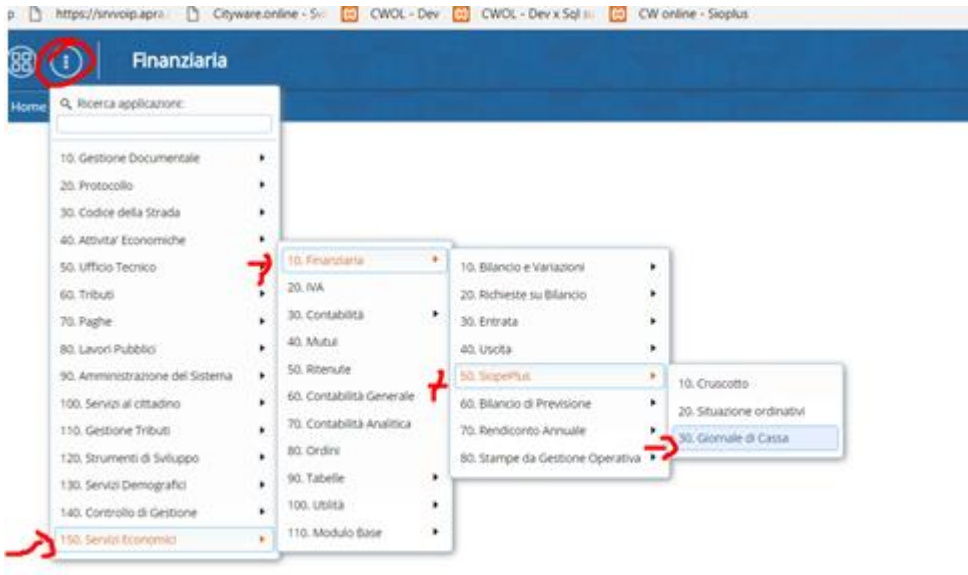 p. https://srvvoip.apra. Cityware.online - Svi CWOL - Dev CWOL - Dev x Sql su CW online - Sioplus
Finanziaria
Home
Ricerca applicazione:
10. Gestione Documentale
20. Protocollo
30. Codice della Strada
40. Attivita' Economiche
50. Ufficio Tecnico
60. Tributi
70. Paghe
80. Lavori Pubblici
90. Amministrazione del Sistema
100. Servizi al cittadino
110. Gestione Tributi
120. Strumenti di Sviluppo
130. Servizi Demografici
140. Controllo di Gestione
150. Servizi Economici
10. Finanziaria
20. IVA
30. Contabilità
40. Mutui
50. Ritenute
60. Contabilità Generale
70. Contabilità Analitica
80. Ordini
90. Tabelle
100. Utilità
110. Modulo Base
10. Bilancio e Variazioni
20. Richieste su Bilancio
30. Entrata
40. Uscita
50. SiopePlus
60. Bilancio di Previsione
70. Rendiconto Annuale
80. Stampe da Gestione Operativa
10. Cruscotto
20. Situazione ordinativi
30. Giornale di Cassa